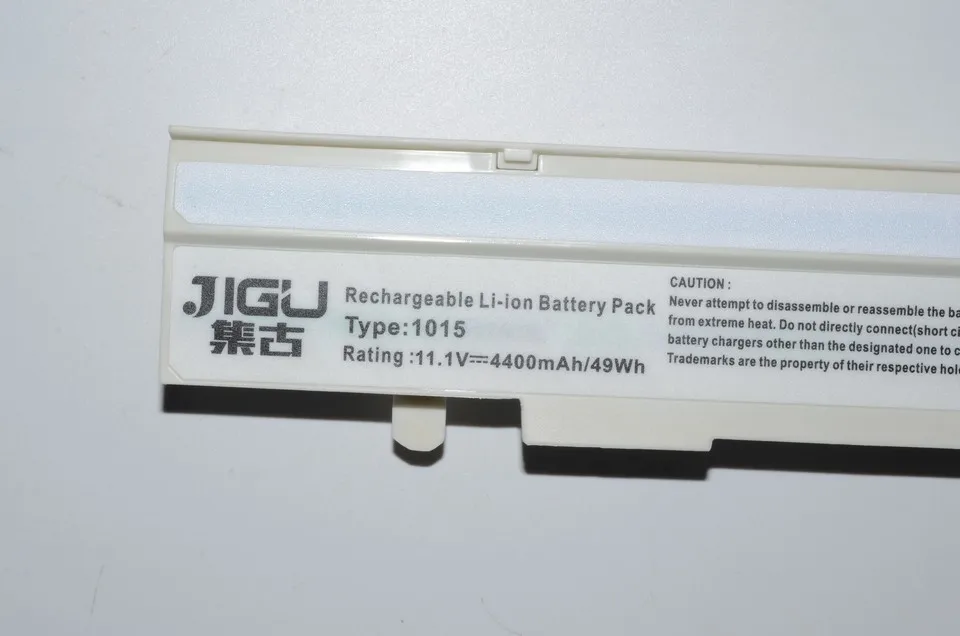 JIGU
集古
Rechargeable Li-ion Battery Pack
Type:1015
Rating :11.1V⎓4400mAh/49Wh
CAUTION :
Never attempt to disassemble or reassemble the ba
from extreme heat. Do not directly connect(short ci
battery chargers other than the designated one to c
Trademarks are the property of their respective hol